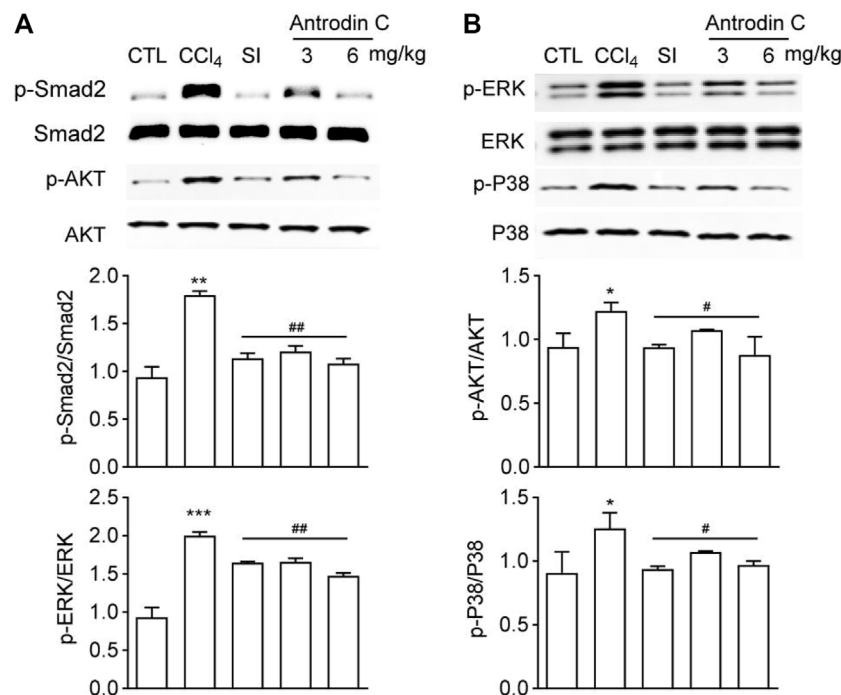 A
Antrodin C
CTL CCl₄ SI 3 6 mg/kg
p-Smad2
Smad2
p-AKT
AKT
p-Smad2/Smad2
2.0
1.5
1.0
0.5
0.0
**
##
p-ERK/ERK
2.5
2.0
1.5
1.0
0.5
0.0
***
##
B
Antrodin C
CTL CCl₄ SI 3 6 mg/kg
p-ERK
ERK
p-P38
P38
p-AKT/AKT
1.5
1.0
0.5
0.0
*
#
p-P38/P38
1.5
1.0
0.5
0.0
*
#